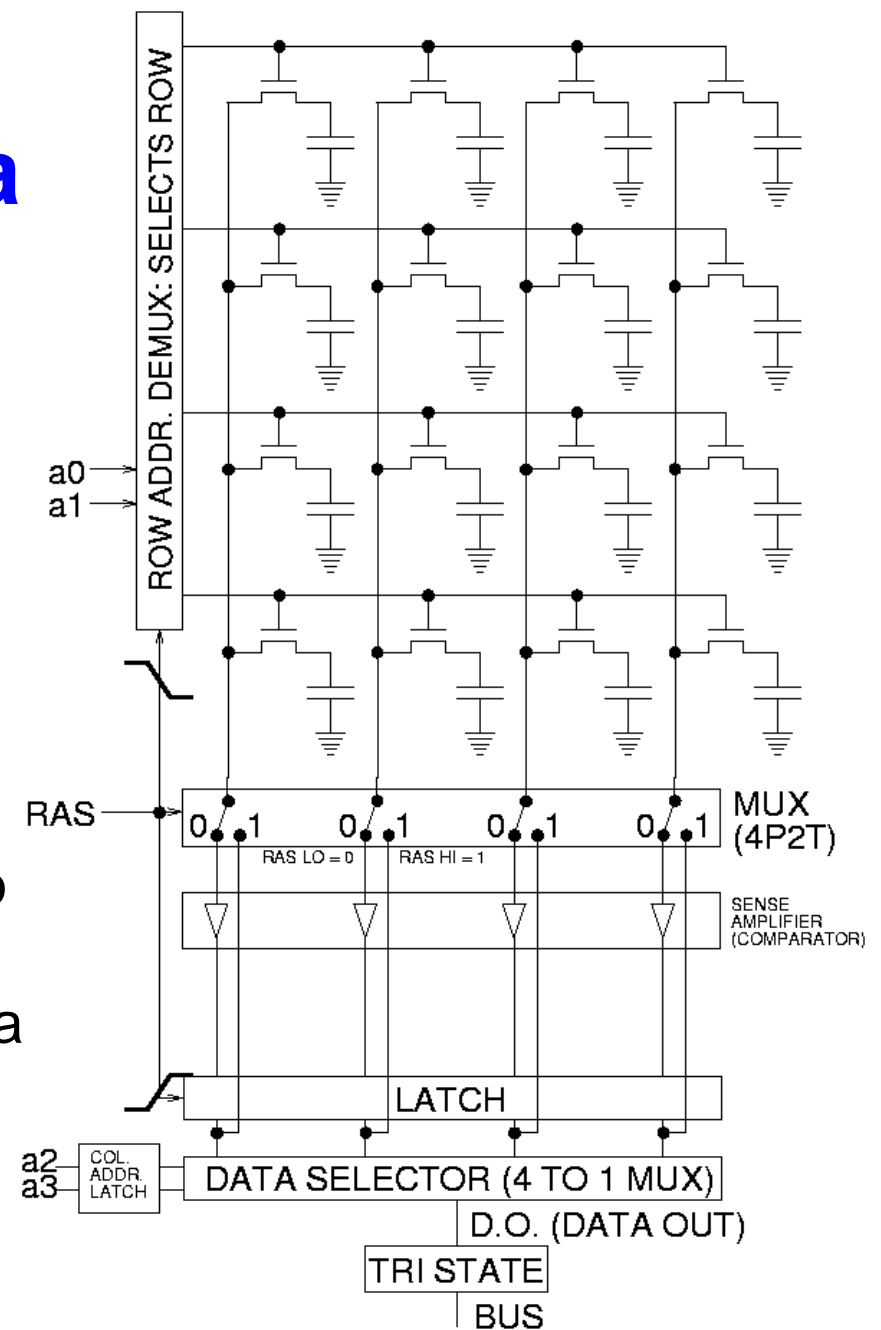 a
ROW ADDR. DEMUX: SELECTS ROW
a0
a1
RAS
0 1
0 1
0 1
0 1
MUX
(4P2T)
RAS LO = 0
RAS HI = 1
o
SENSE
AMPLIFIER
(COMPARATOR)
a
LATCH
a2
a3
COL.
ADDR.
LATCH
DATA SELECTOR (4 TO 1 MUX)
D.O. (DATA OUT)
TRI STATE
BUS